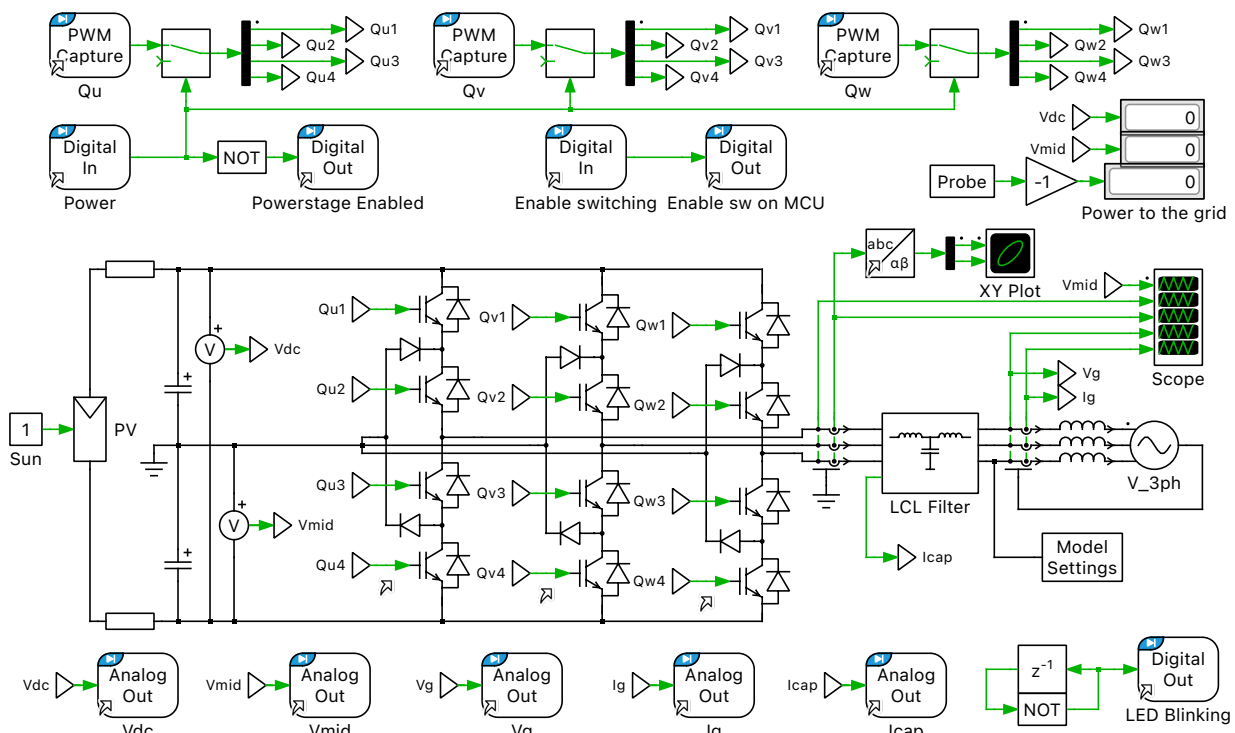 PWM Capture
Qu
Qu1
Qu2
Qu3
Qu4
PWM Capture
Qv
Qv1
Qv2
Qv3
Qv4
PWM Capture
Qw
Qw1
Qw2
Qw3
Qw4
Digital In
Power
NOT
Digital Out
Powerstage Enabled
Digital In
Enable switching
Digital Out
Enable sw on MCU
Vdc
0
Vmid
0
Probe
-1
0
Power to the grid
abc
αβ
XY Plot
Vmid
Scope
Vg
Ig
Qu1
Qv1
Qw1
V
+
Vdc
Qu2
Qv2
Qw2
+
1
Sun
PV
LCL Filter
V_3ph
Qu3
Qv3
Qw3
V
+
Vmid
+
Qu4
Qv4
Qw4
Icap
Model Settings
Vdc
Analog Out
Vdc
Vmid
Analog Out
Vmid
Vg
Analog Out
Vg
Ig
Analog Out
Ig
Icap
Analog Out
Icap
z-1
NOT
Digital Out
LED Blinking